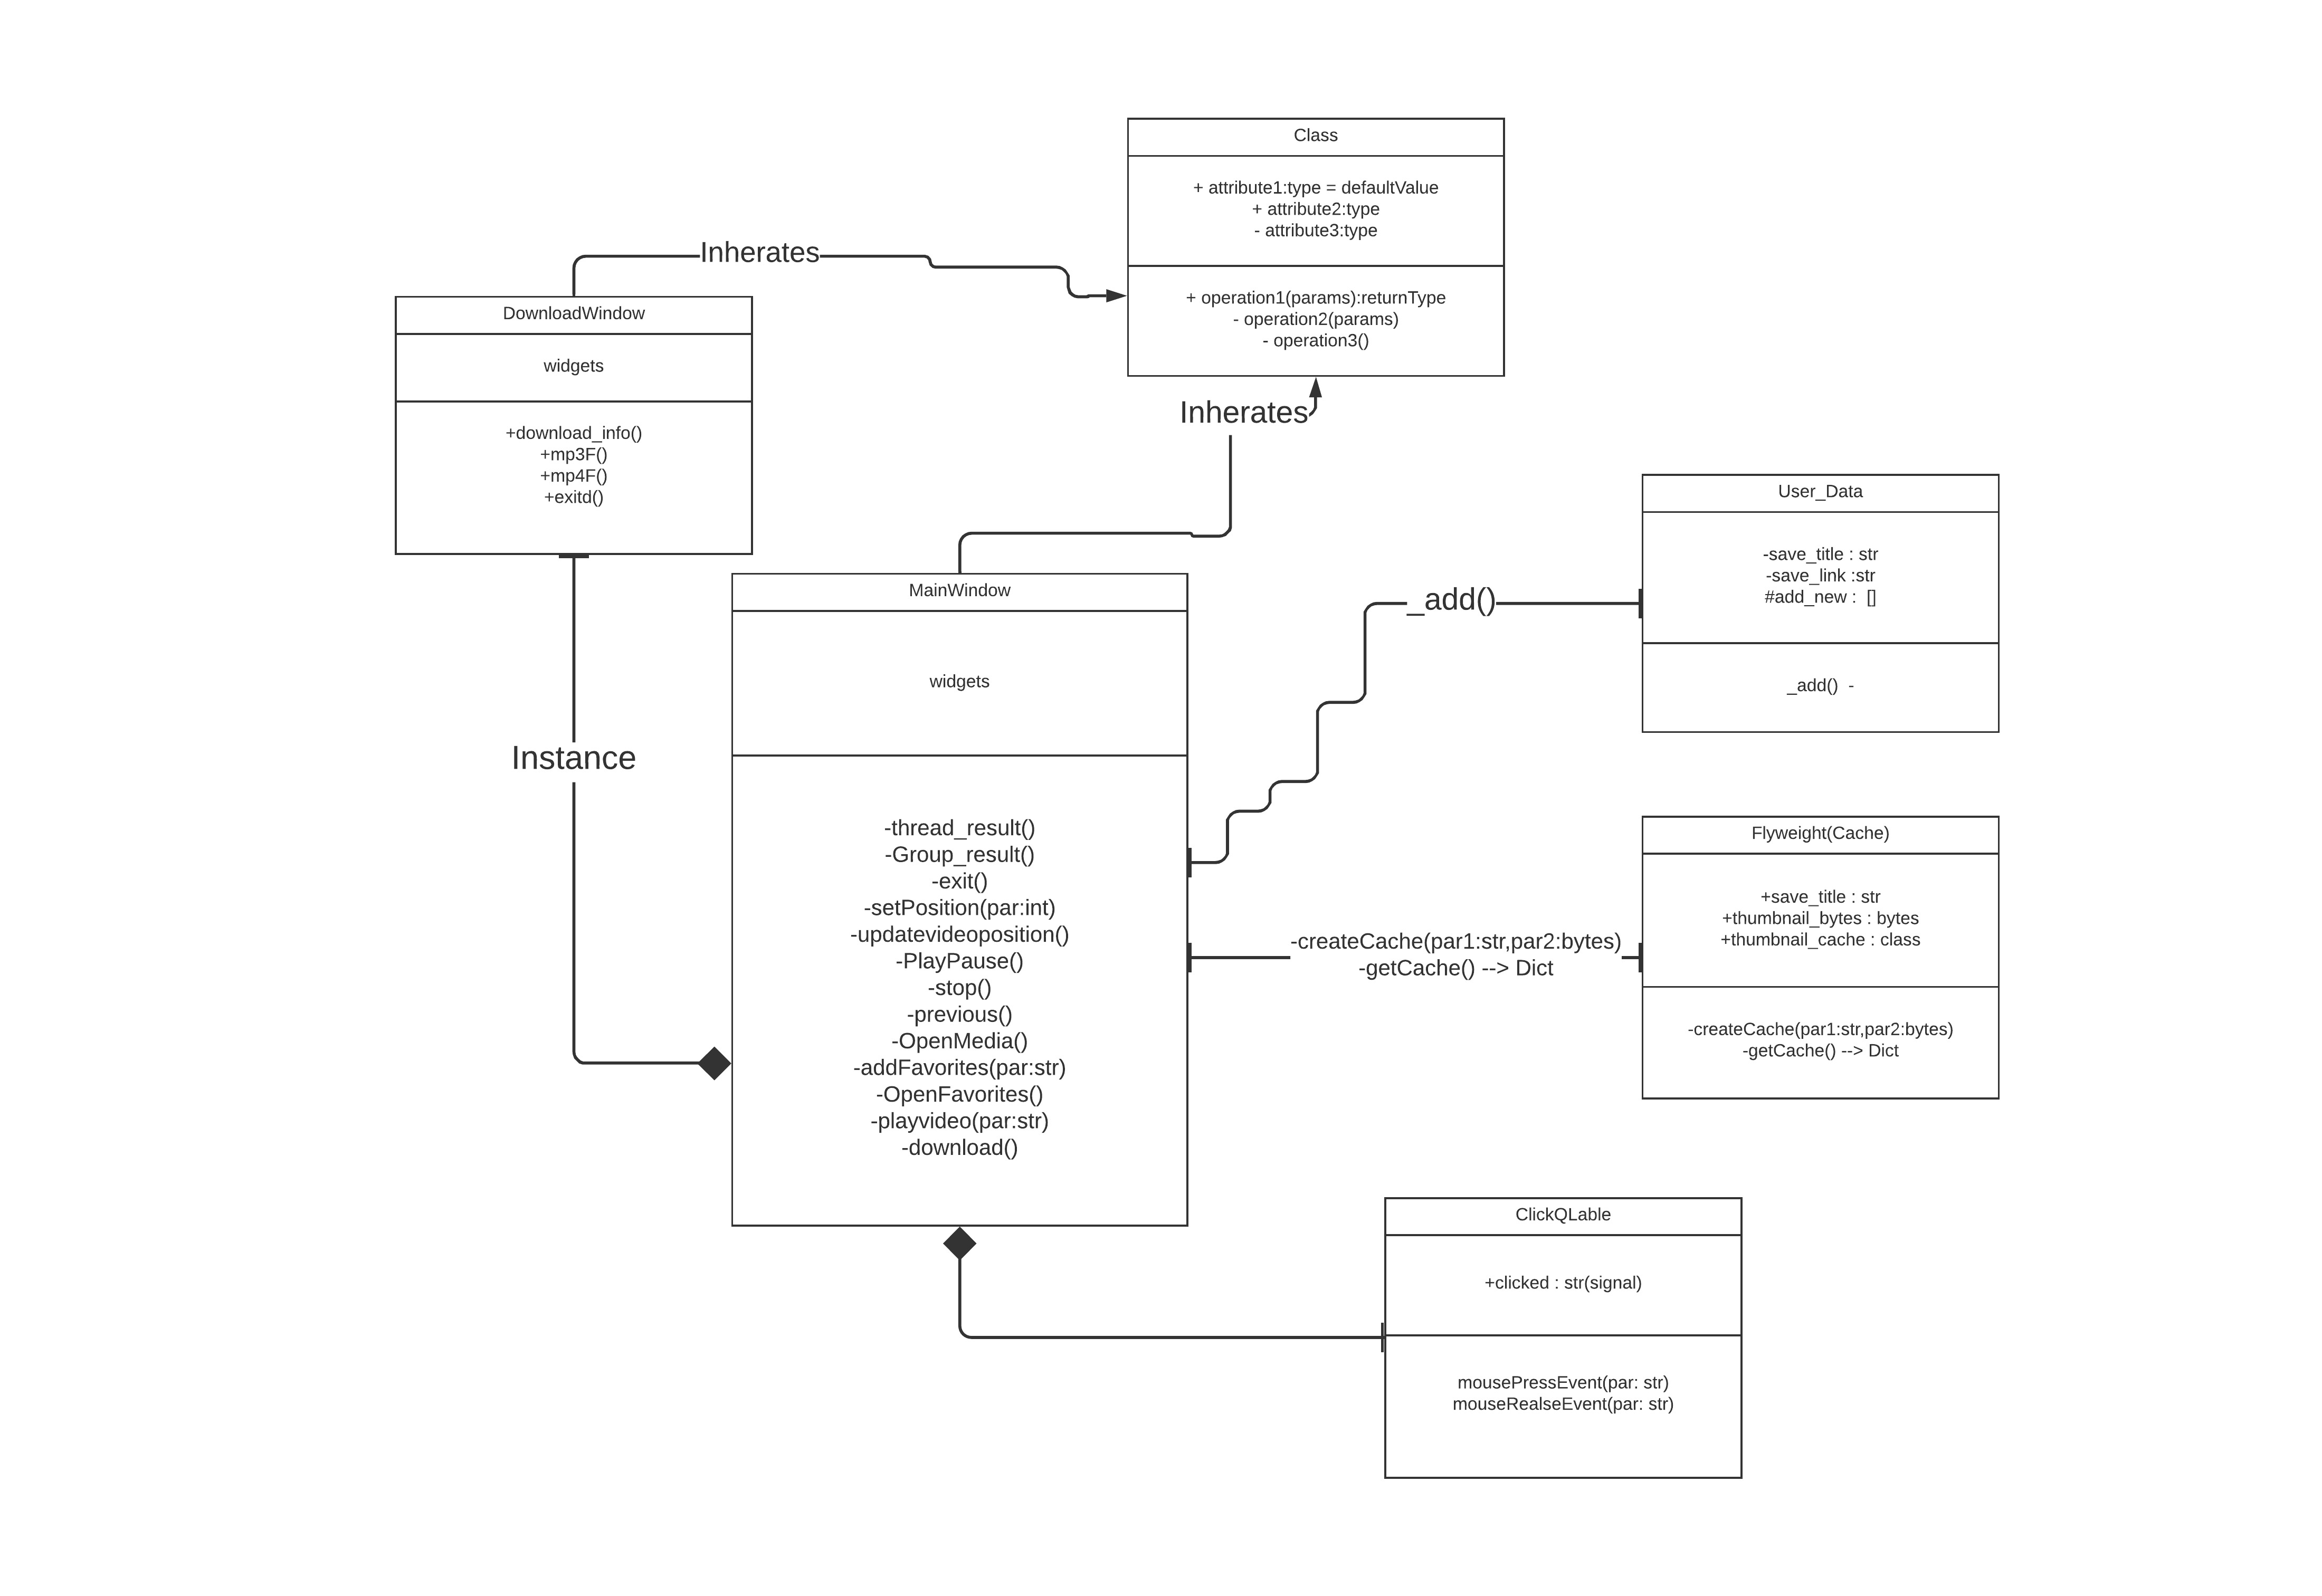 Class
+ attribute1:type = defaultValue
+ attribute2:type
- attribute3:type
+ operation1(params):returnType
- operation2(params)
- operation3()
Inherates
DownloadWindow
widgets
+download_info()
+mp3F()
+mp4F()
+exitd()
Inherates
User_Data
-save_title : str
-save_link :str
#add_new :  []
_add()  -
MainWindow
widgets
-thread_result()
-Group_result()
-exit()
-setPosition(par:int)
-updatevideoposition()
-PlayPause()
-stop()
-previous()
-OpenMedia()
-addFavorites(par:str)
-OpenFavorites()
-playvideo(par:str)
-download()
_add()
Instance
Flyweight(Cache)
+save_title : str
+thumbnail_bytes : bytes
+thumbnail_cache : class
-createCache(par1:str,par2:bytes)
-getCache() --> Dict
-createCache(par1:str,par2:bytes)
-getCache() --> Dict
ClickQLable
+clicked : str(signal)
mousePressEvent(par: str)
mouseRealseEvent(par: str)